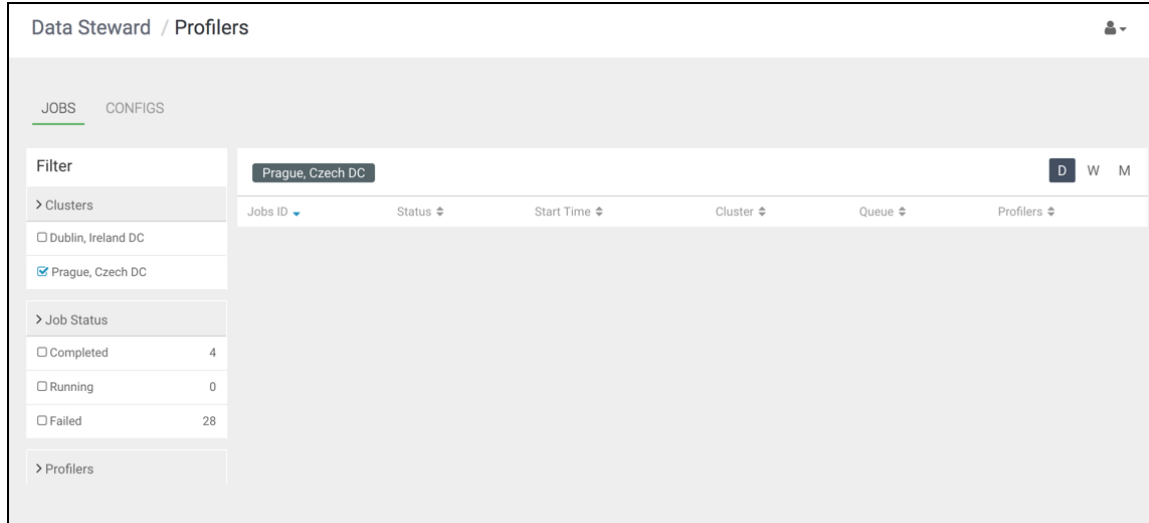 Data Steward / Profilers
JOBS CONFIGS
Filter
> Clusters
Dublin, Ireland DC
Prague, Czech DC
> Job Status
Completed 4
Running 0
Failed 28
> Profilers
Prague, Czech DC D W M
Jobs ID Status Start Time Cluster Queue Profilers